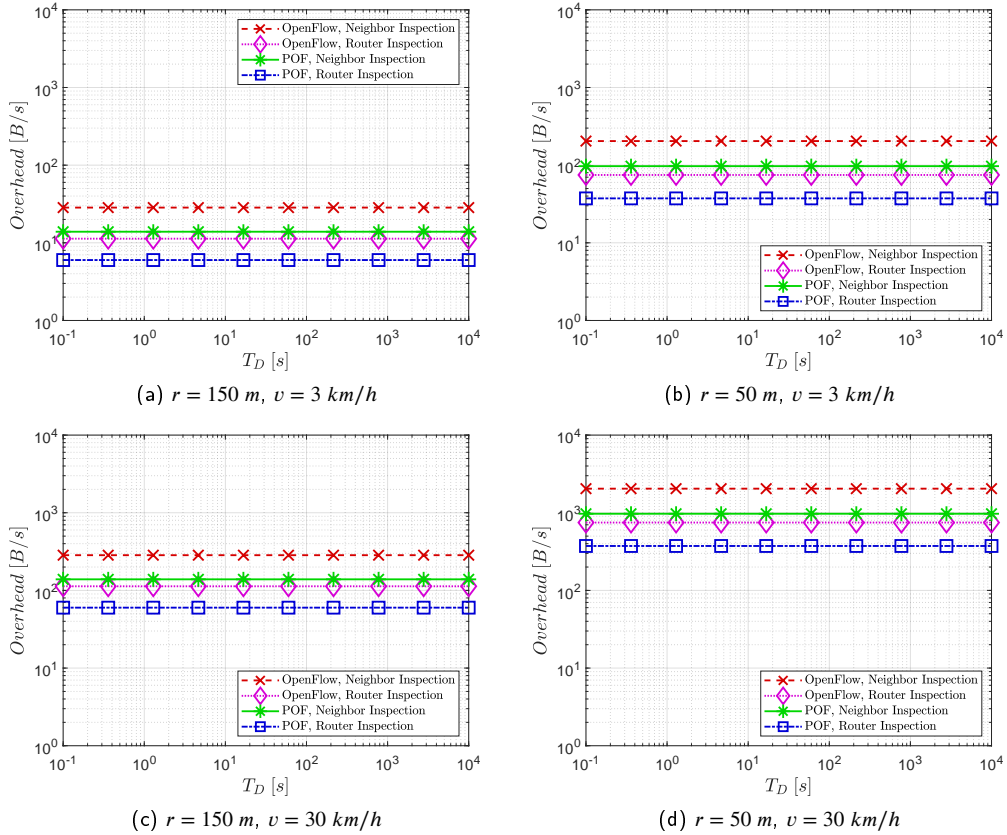 10^4
10^3
10^2
10^1
10^0
Overhead [B/s]
OpenFlow, Neighbor Inspection
OpenFlow, Router Inspection
POF, Neighbor Inspection
POF, Router Inspection
10^-1 10^0 10^1 10^2 10^3 10^4
T_D [s]
(a) r = 150 m, v = 3 km/h
10^4
10^3
10^2
10^1
10^0
Overhead [B/s]
OpenFlow, Neighbor Inspection
OpenFlow, Router Inspection
POF, Neighbor Inspection
POF, Router Inspection
10^-1 10^0 10^1 10^2 10^3 10^4
T_D [s]
(b) r = 50 m, v = 3 km/h
10^4
10^3
10^2
10^1
10^0
Overhead [B/s]
OpenFlow, Neighbor Inspection
OpenFlow, Router Inspection
POF, Neighbor Inspection
POF, Router Inspection
10^-1 10^0 10^1 10^2 10^3 10^4
T_D [s]
(c) r = 150 m, v = 30 km/h
10^4
10^3
10^2
10^1
10^0
Overhead [B/s]
OpenFlow, Neighbor Inspection
OpenFlow, Router Inspection
POF, Neighbor Inspection
POF, Router Inspection
10^-1 10^0 10^1 10^2 10^3 10^4
T_D [s]
(d) r = 50 m, v = 30 km/h